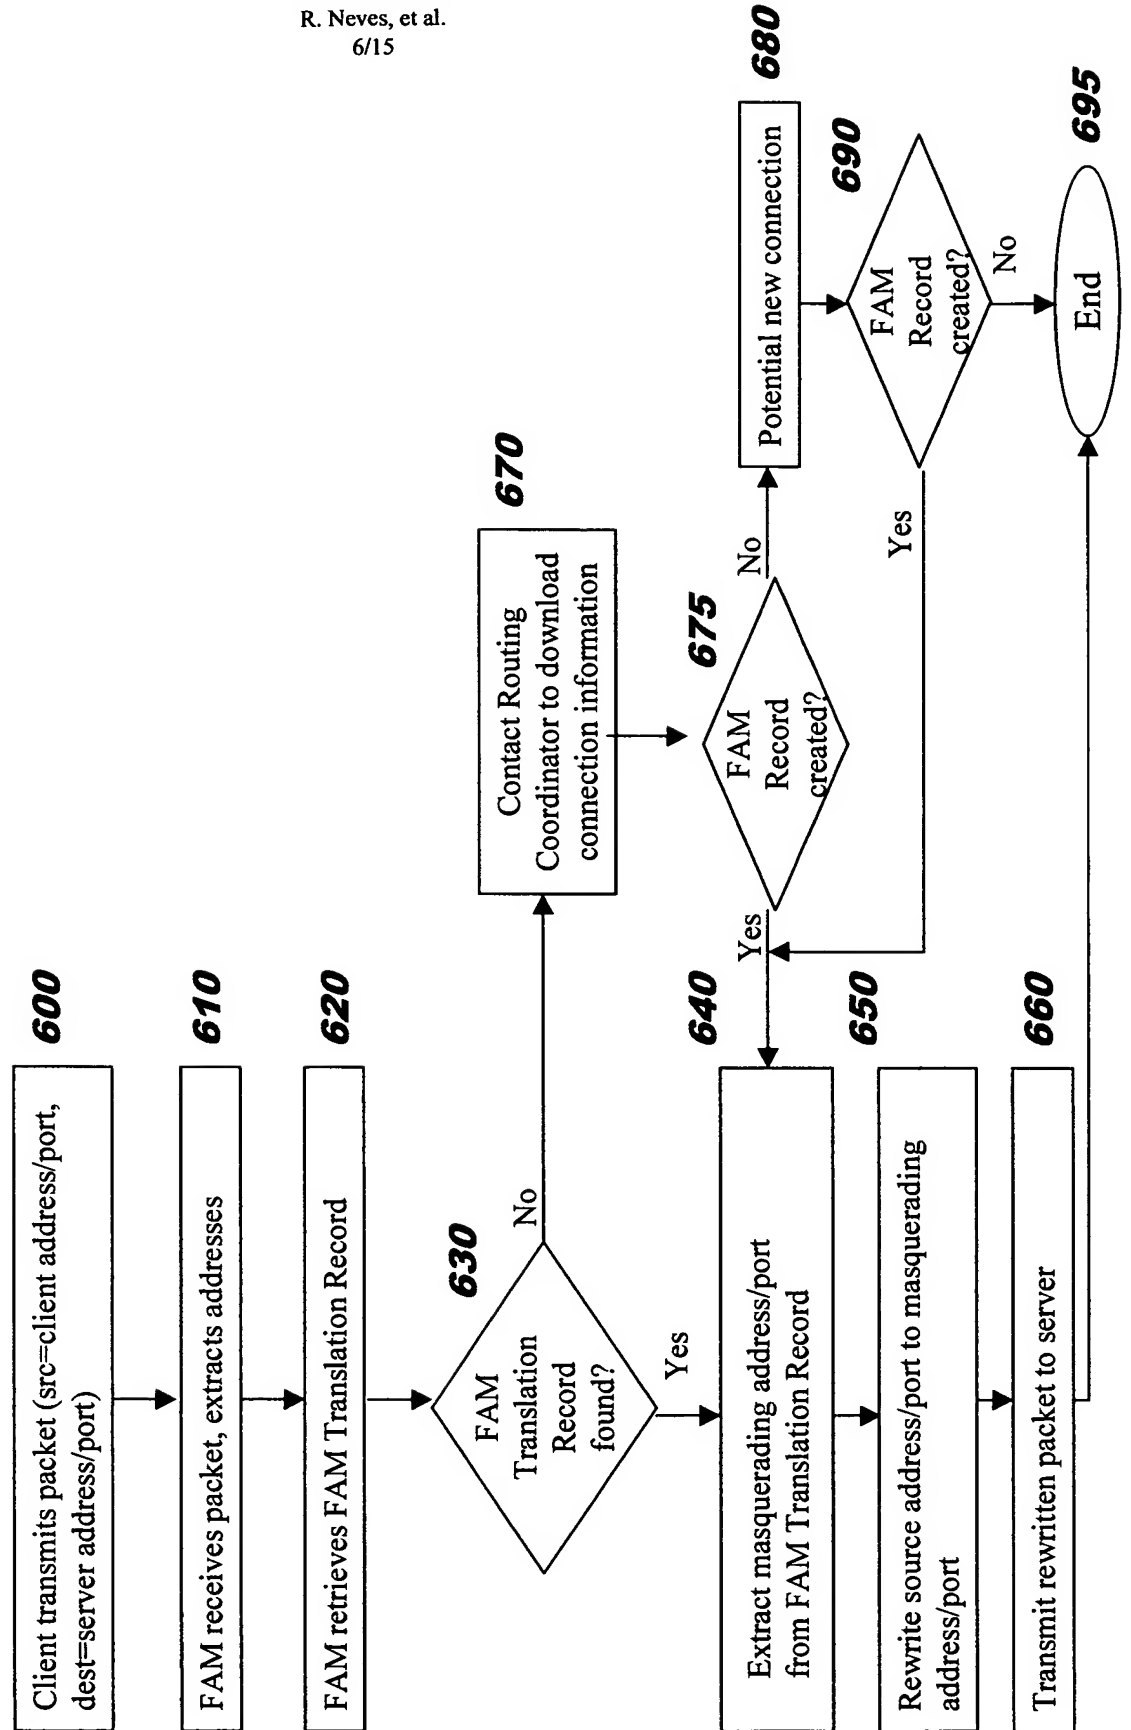 R. Neves, et al.
6/15
600
Client transmits packet (src=client address/port,
dest=server address/port)
610
FAM receives packet, extracts addresses
620
FAM retrieves FAM Translation Record
630
FAM
Translation
Record
found?
No
Yes
670
Contact Routing
Coordinator to download
connection information
675
FAM
Record
created?
No
Yes
680
Potential new connection
690
FAM
Record
created?
Yes
No
640
Extract masquerading address/port
from FAM Translation Record
650
Rewrite source address/port to masquerading
address/port
660
Transmit rewritten packet to server
695
End